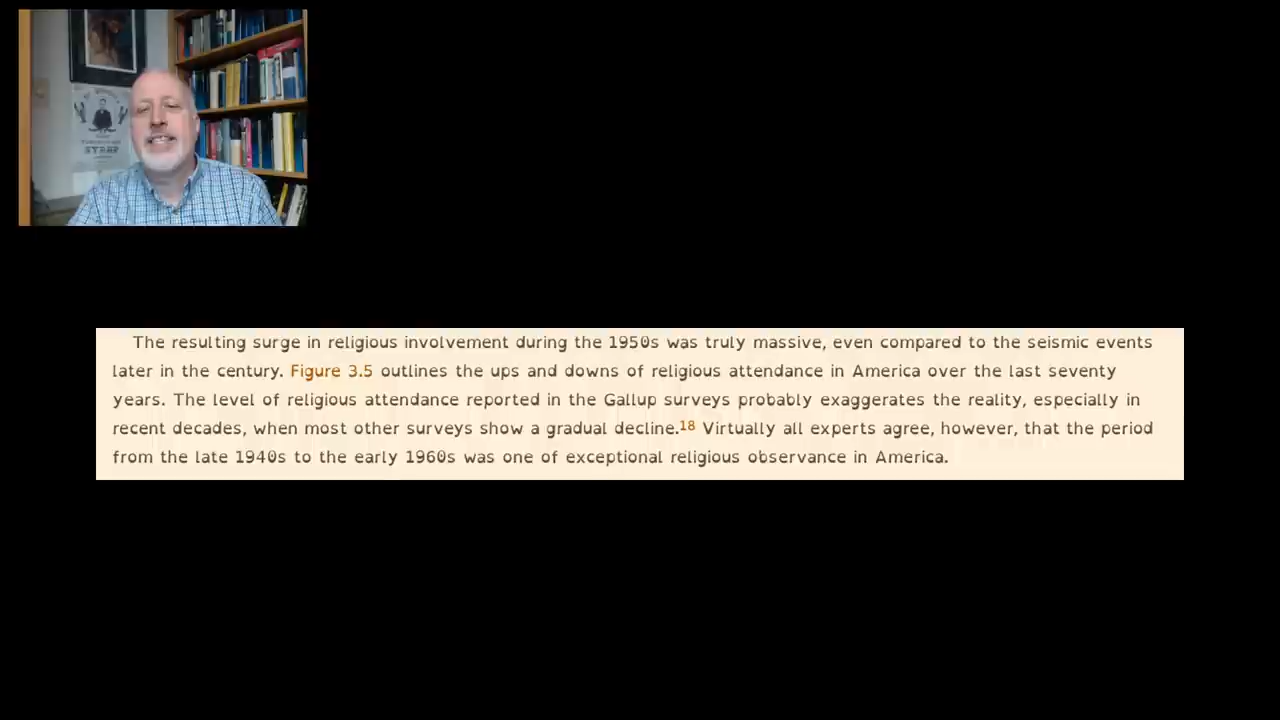 SYRUP
The resulting surge in religious involvement during the 1950s was truly massive, even compared to the seismic events
later in the century. Figure 3.5 outlines the ups and downs of religious attendance in America over the last seventy
years. The level of religious attendance reported in the Gallup surveys probably exaggerates the reality, especially in
recent decades, when most other surveys show a gradual decline.18 Virtually all experts agree, however, that the period
from the late 1940s to the early 1960s was one of exceptional religious observance in America.